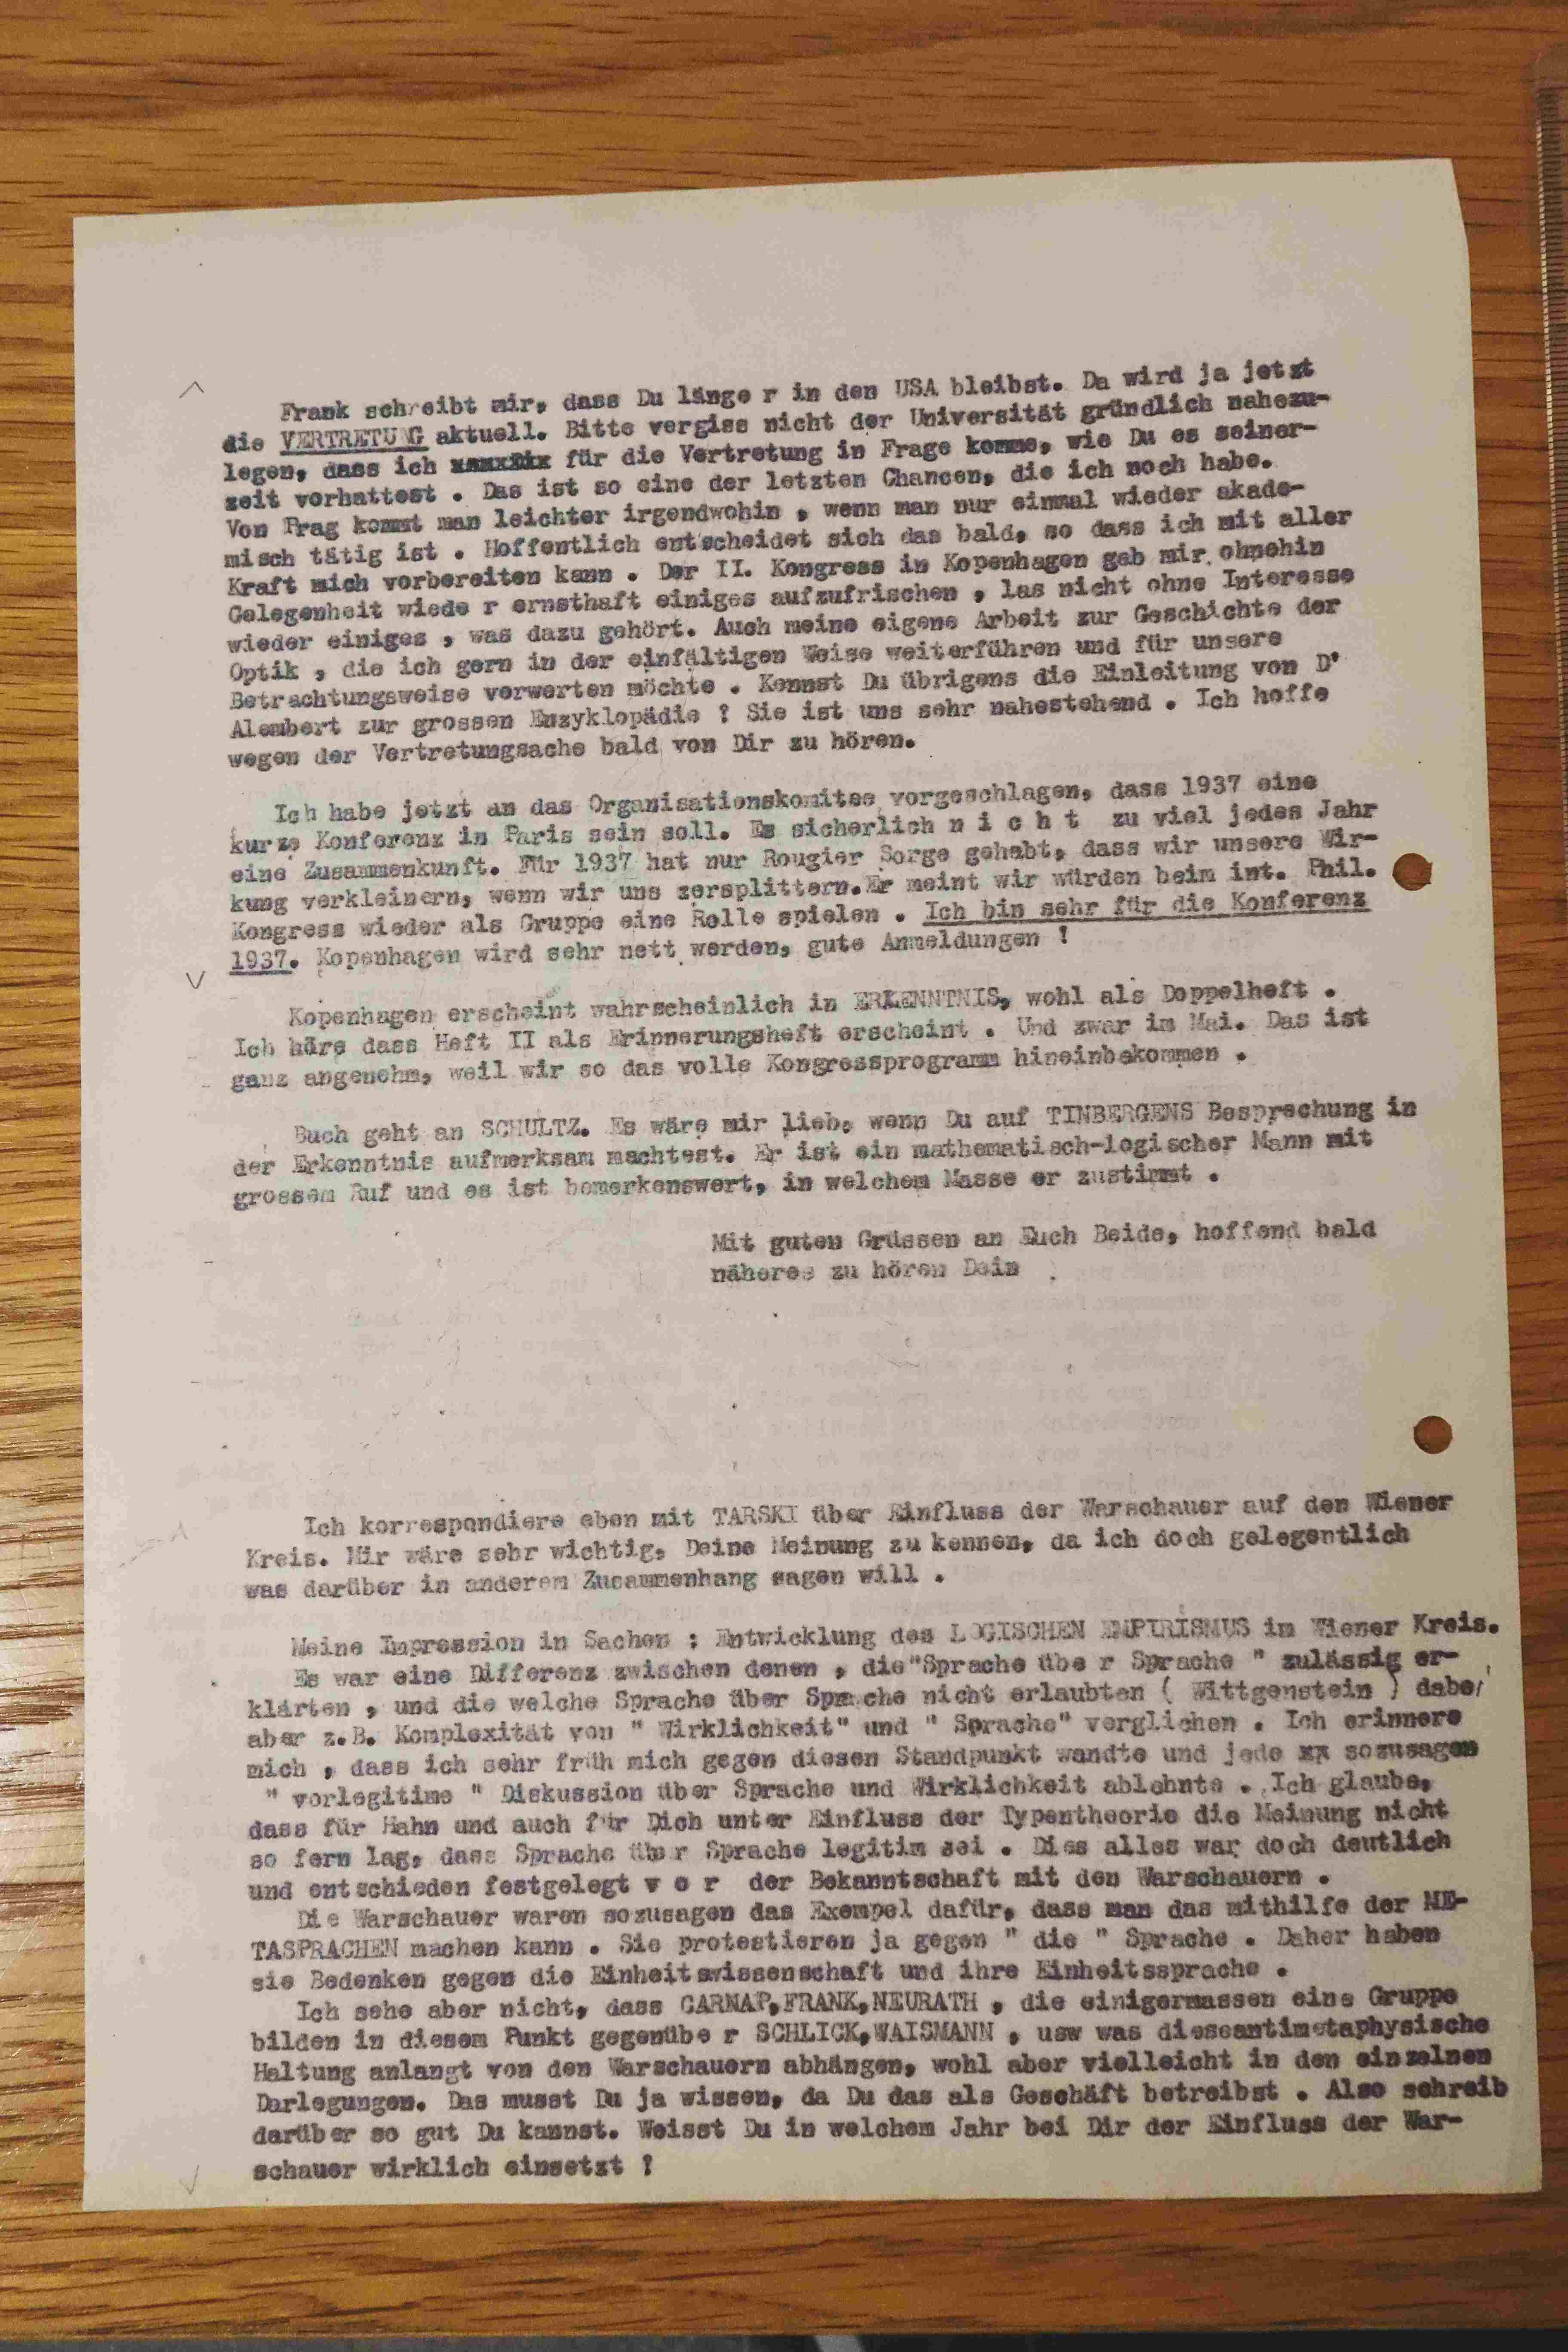 Frank schreibt mir, dass Du länge r in den USA bleibst. Da wird ja jetzt
die VERTRETUNG aktuell. Bitte vergiss nicht der Universität gründlich nahezu-
legen, dass ich für die Vertretung in Frage komme, wie Du es seiner-
zeit vorhattest . Das ist so eine der letzten Chancen, die ich noch habe.
Von Prag kommt man leichter irgendwohin , wenn man nur einmal wieder akade-
misch tätig ist . Hoffentlich entscheidet sich das bald, so dass ich mit aller
Kraft mich vorbereiten kann . Der II. Kongress in Kopenhagen gab mir ohnehin
Gelegenheit wiede r ernsthaft einiges aufzufrischen , las nicht ohne Interesse
wieder einiges , was dazu gehört. Auch meine eigene Arbeit zur Geschichte der
Optik , die ich gern in der einfältigen Weise weiterführen und für unsere
Betrachtungsweise verwerten möchte . Kennst Du übrigens die Einleitung von D'
Alembert zur grossen Enzyklopädie ? Sie ist uns sehr nahestehend . Ich hoffe
wegen der Vertretungsache bald von Dir zu hören.
Ich habe jetzt an das Organisationskomitee vorgeschlagen, dass 1937 eine
kurze Konferenz in Paris sein soll. Es sicherlich n i c h t zu viel jedes Jahr
eine Zusammenkunft. Für 1937 hat nur Rougier Sorge gehabt, dass wir unsere Wir-
kung verkleinern, wenn wir uns zersplittern.Er meint wir würden beim int. Phil.
Kongress wieder als Gruppe eine Rolle spielen . Ich bin sehr für die Konferenz
1937. Kopenhagen wird sehr nett werden, gute Anmeldungen !
Kopenhagen erscheint wahrscheinlich in ERKENNTNIS, wohl als Doppelheft .
Ich höre dass Heft II als Erinnerungsheft erscheint . Und zwar im Mai. Das ist
ganz angenehm, weil wir so das volle Kongressprogramm hineinbekommen .
Buch geht an SCHULTZ. Es wäre mir lieb, wenn Du auf TINBERGENS Besprechung in
der Erkenntnis aufmerksam machtest. Er ist ein mathematisch-logischer Mann mit
grossem Ruf und es ist bemerkenswert, in welchem Masse er zustimmt .
Mit guten Grüssen an Euch Beide, hoffend bald
näheres zu hören Dein
Ich korrespondiere eben mit TARSKI über Einfluss der Warschauer auf den Wiener
Kreis. Mir wäre sehr wichtig, Deine Meinung zu kennen, da ich doch gelegentlich
was darüber in anderem Zusammenhang sagen will .
Meine Impression in Sachen : Entwicklung des LOGISCHEN EMPIRISMUS im Wiener Kreis.
Es war eine Differenz zwischen denen , die"Sprache übe r Sprache " zulässig er-
klärten , und die welche Sprache über Sprache nicht erlaubten ( Wittgenstein ) dabei
aber z.B. Komplexität von " Wirklichkeit" und " Sprache" verglichen . Ich erinnere
mich , dass ich sehr früh mich gegen diesen Standpunkt wandte und jede xx sozusagen
" vorlegitime " Diskussion über Sprache und Wirklichkeit ablehnte . Ich glaube,
dass für Hahn und auch für Dich unter Einfluss der Typentheorie die Meinung nicht
so fern lag, dass Sprache über Sprache legitim sei . Dies alles war doch deutlich
und entschieden festgelegt v o r der Bekanntschaft mit den Warschauern .
Die Warschauer waren sozusagen das Exempel dafür, dass man das mithilfe der ME-
TASPRACHEN machen kann . Sie protestieren ja gegen " die " Sprache . Daher haben
sie Bedenken gegen die Einheitswissenschaft und ihre Einheitssprache .
Ich sehe aber nicht, dass CARNAP,FRANK,NEURATH , die einigermassen eine Gruppe
bilden in diesem Punkt gegenübe r SCHLICK,WAISMANN , usw was dieseantimetaphysische
Haltung anlangt von den Warschauern abhängen, wohl aber vielleicht in den einzelnen
Darlegungen. Das musst Du ja wissen, da Du das als Geschäft betreibst . Also schreib
darüber so gut Du kannst. Weisst Du in welchem Jahr bei Dir der Einfluss der War-
schauer wirklich einsetzt ?